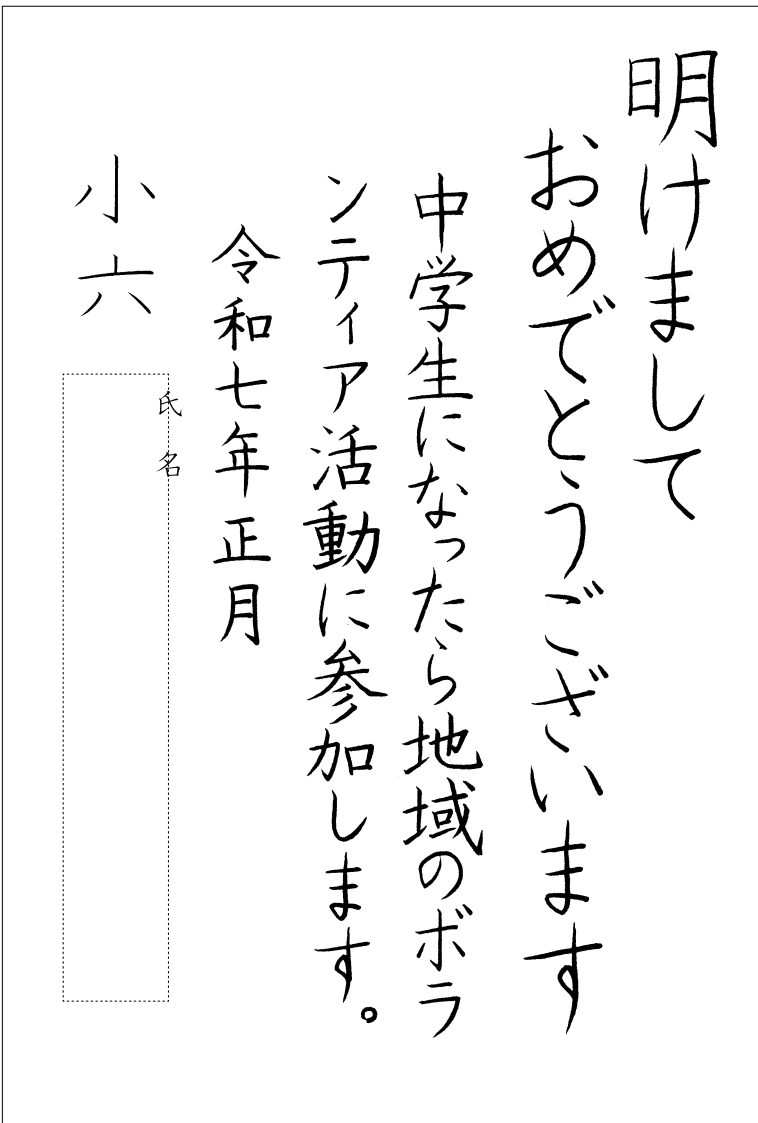 明けまして
おめでとうございます
中学生になったら地域のボラ
ンティア活動に参加します。
令和七年正月
小六
氏名